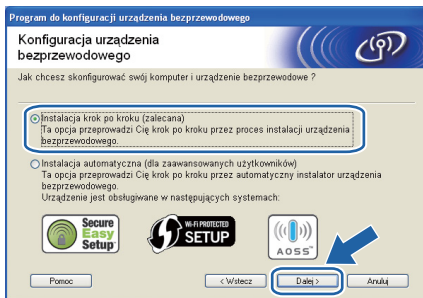 Program do konfiguracji urządzenia bezprzewodowego
Konfiguracja urządzenia
bezprzewodowego
Jak chcesz skonfigurować swój komputer i urządzenie bezprzewodowe ?
Instalacja krok po kroku (zalecana)
Ta opcja przeprowadzi Cię krok po kroku przez proces instalacji urządzenia
bezprzewodowego.
Instalacja automatyczna (dla zaawansowanych użytkowników)
Ta opcja przeprowadzi Cię krok po kroku przez automatyczny instalator urządzenia
bezprzewodowego.
Urządzenie jest obsługiwane w następujących systemach:
Secure
Easy
Setup
Wi-Fi PROTECTED
SETUP
AOSS™
Pomoc
< Wstecz
Dalej >
Anuluj